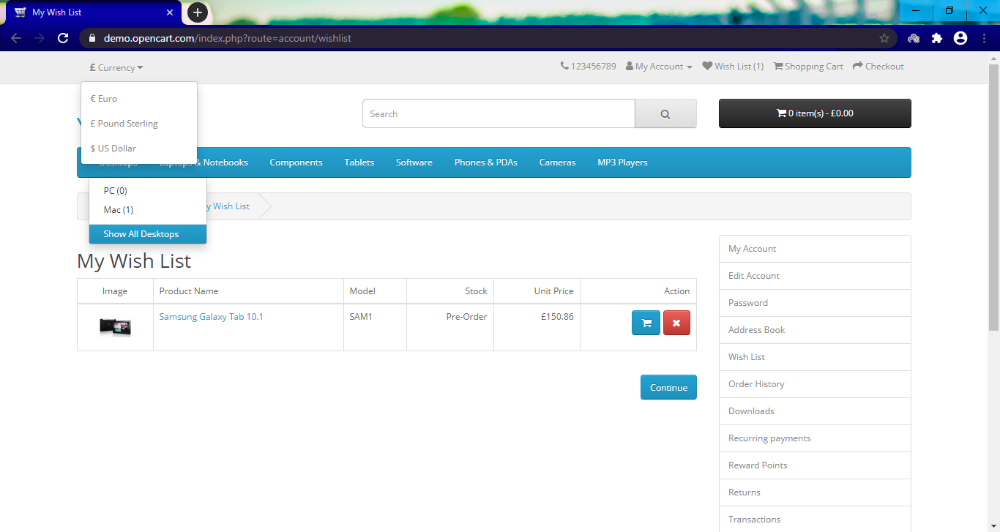 My Wish List
demo.opencart.com/index.php?route=account/wishlist
£ Currency
123456789 My Account Wish List (1) Shopping Cart Checkout
€ Euro
£ Pound Sterling
$ US Dollar
Search
0 item(s) - £0.00
Desktops Laptops & Notebooks Components Tablets Software Phones & PDAs Cameras MP3 Players
PC (0)
Mac (1)
Show All Desktops
y Wish List
My Wish List
Image Product Name Model Stock Unit Price Action
Samsung Galaxy Tab 10.1 SAM1 Pre-Order £150.86
Continue
My Account
Edit Account
Password
Address Book
Wish List
Order History
Downloads
Recurring payments
Reward Points
Returns
Transactions